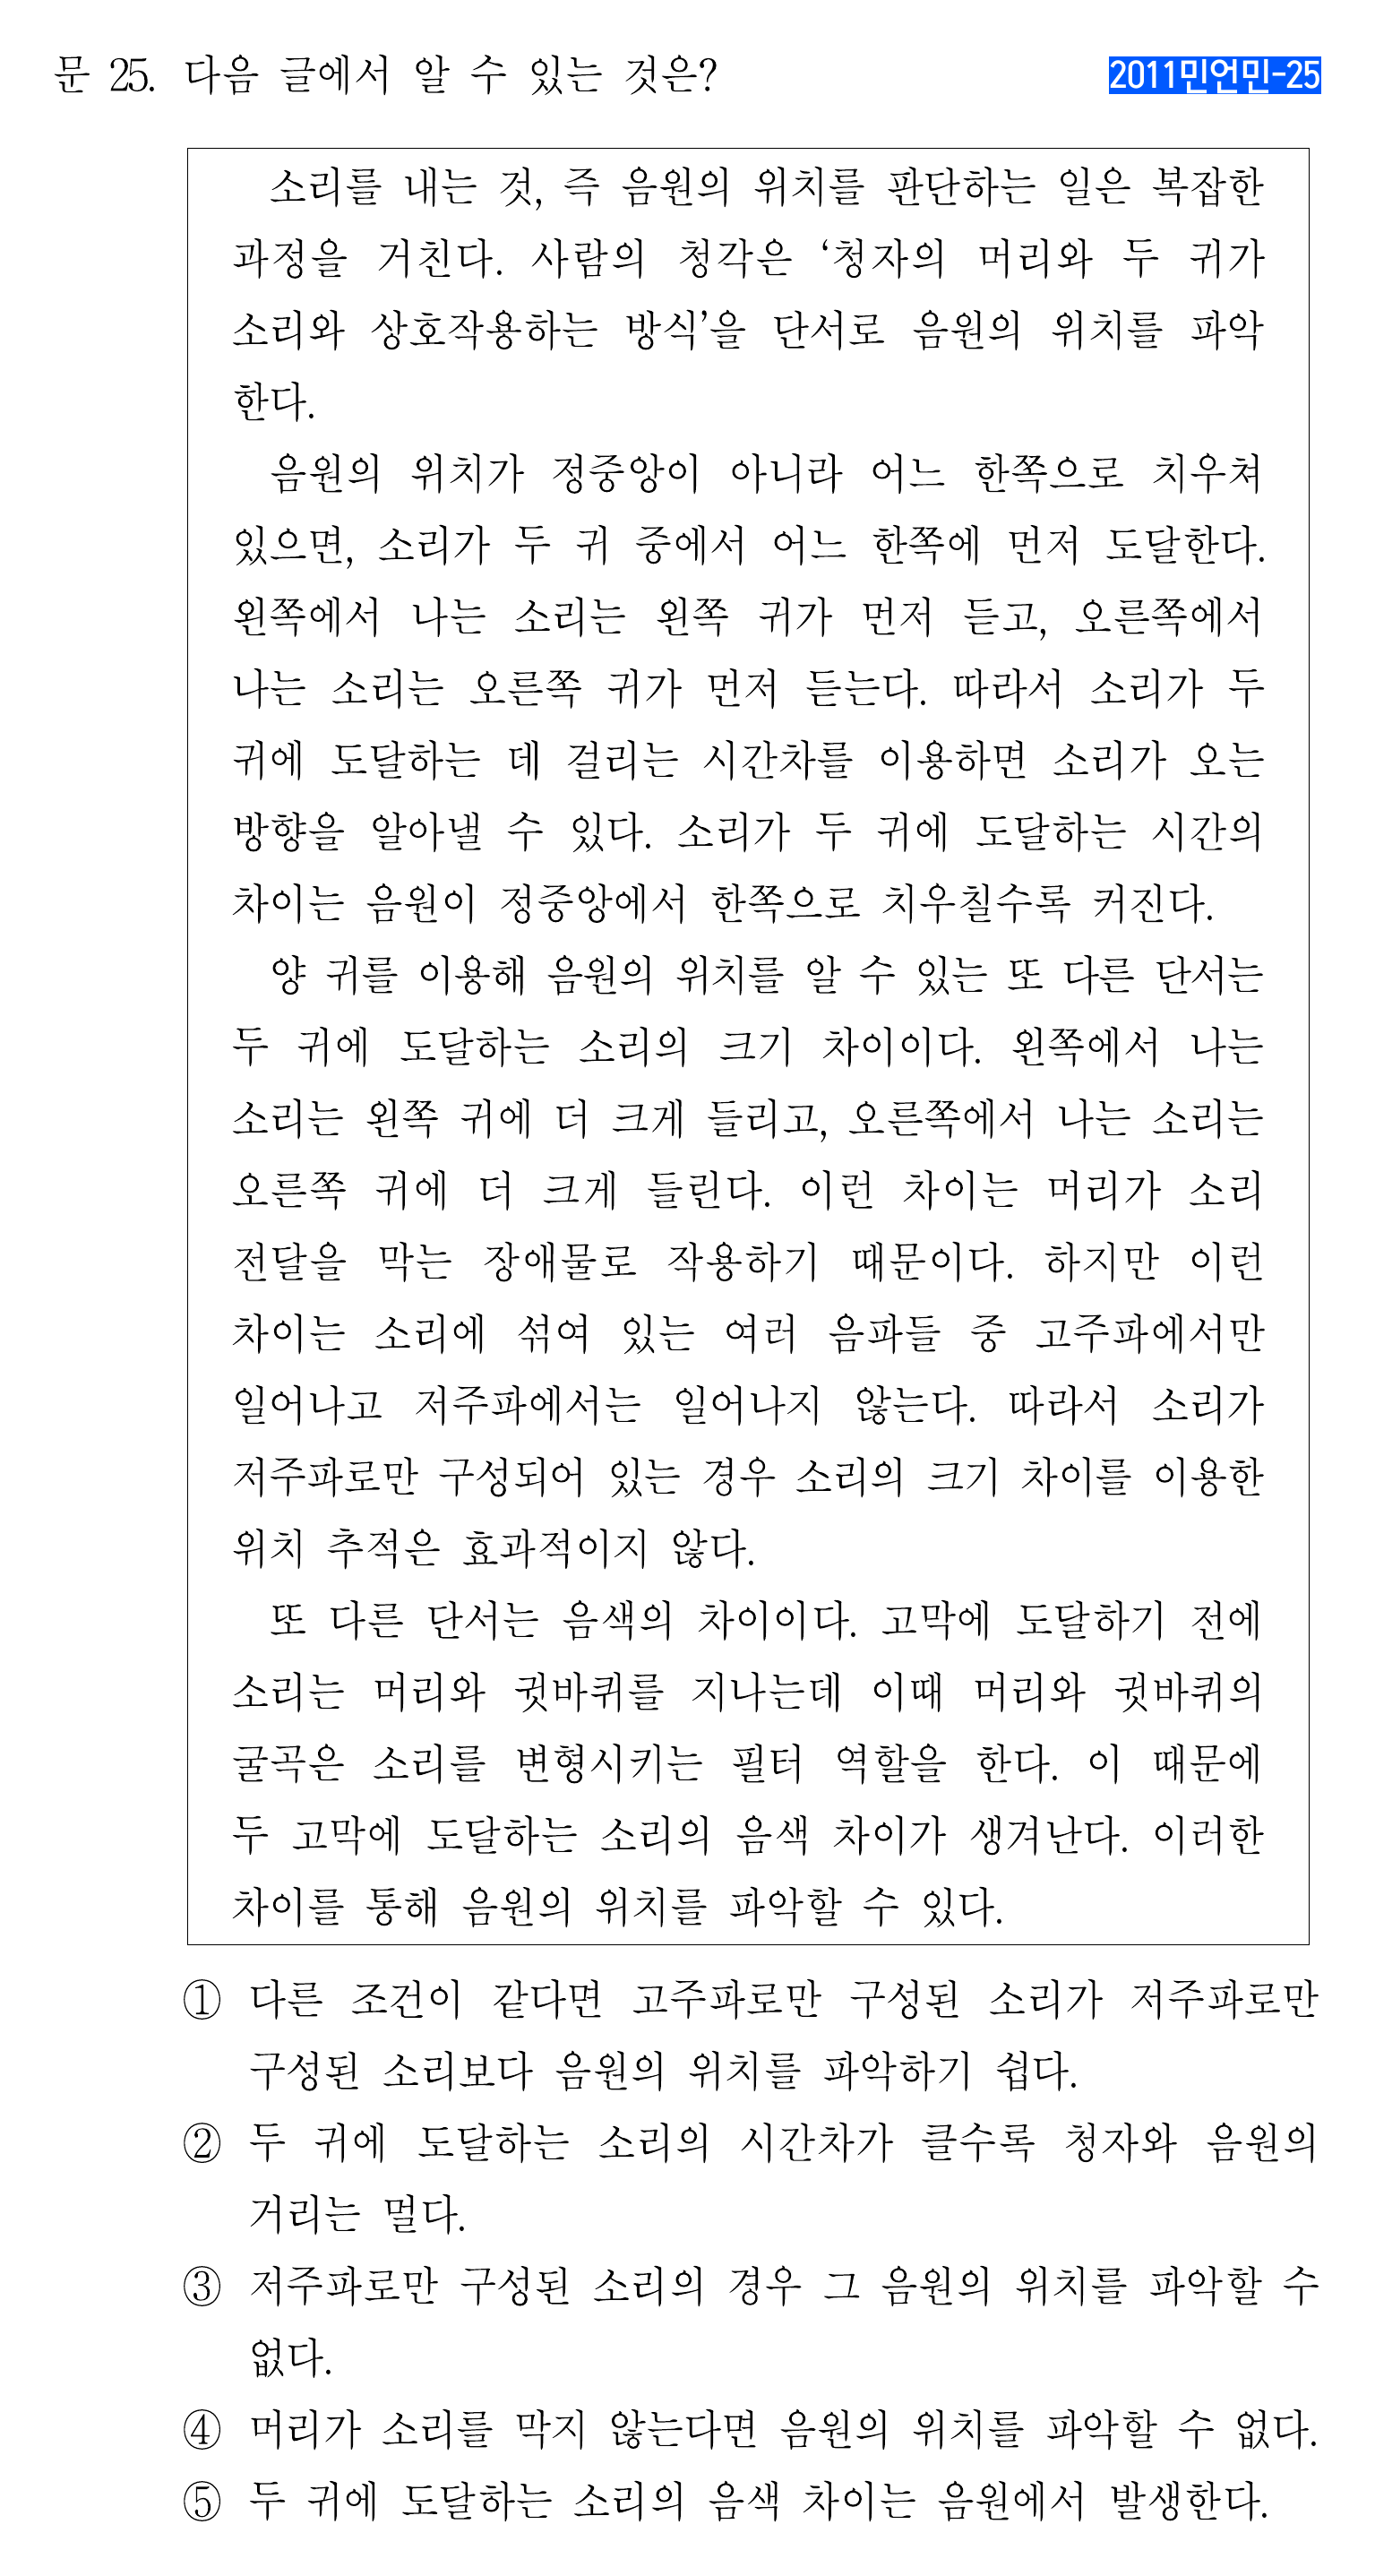 문 25. 다음 글에서 알 수 있는 것은?
2011민언민-25
소리를 내는 것, 즉 음원의 위치를 판단하는 일은 복잡한
과정을 거친다. 사람의 청각은 ‘청자의 머리와 두 귀가
소리와 상호작용하는 방식’을 단서로 음원의 위치를 파악
한다.
음원의 위치가 정중앙이 아니라 어느 한쪽으로 치우쳐
있으면, 소리가 두 귀 중에서 어느 한쪽에 먼저 도달한다.
왼쪽에서 나는 소리는 왼쪽 귀가 먼저 듣고, 오른쪽에서
나는 소리는 오른쪽 귀가 먼저 듣는다. 따라서 소리가 두
귀에 도달하는 데 걸리는 시간차를 이용하면 소리가 오는
방향을 알아낼 수 있다. 소리가 두 귀에 도달하는 시간의
차이는 음원이 정중앙에서 한쪽으로 치우칠수록 커진다.
양 귀를 이용해 음원의 위치를 알 수 있는 또 다른 단서는
두 귀에 도달하는 소리의 크기 차이이다. 왼쪽에서 나는
소리는 왼쪽 귀에 더 크게 들리고, 오른쪽에서 나는 소리는
오른쪽 귀에 더 크게 들린다. 이런 차이는 머리가 소리
전달을 막는 장애물로 작용하기 때문이다. 하지만 이런
차이는 소리에 섞여 있는 여러 음파들 중 고주파에서만
일어나고 저주파에서는 일어나지 않는다. 따라서 소리가
저주파로만 구성되어 있는 경우 소리의 크기 차이를 이용한
위치 추적은 효과적이지 않다.
또 다른 단서는 음색의 차이이다. 고막에 도달하기 전에
소리는 머리와 귓바퀴를 지나는데 이때 머리와 귓바퀴의
굴곡은 소리를 변형시키는 필터 역할을 한다. 이 때문에
두 고막에 도달하는 소리의 음색 차이가 생겨난다. 이러한
차이를 통해 음원의 위치를 파악할 수 있다.
① 다른 조건이 같다면 고주파로만 구성된 소리가 저주파로만
구성된 소리보다 음원의 위치를 파악하기 쉽다.
② 두 귀에 도달하는 소리의 시간차가 클수록 청자와 음원의
거리는 멀다.
③ 저주파로만 구성된 소리의 경우 그 음원의 위치를 파악할 수
없다.
④ 머리가 소리를 막지 않는다면 음원의 위치를 파악할 수 없다.
⑤ 두 귀에 도달하는 소리의 음색 차이는 음원에서 발생한다.